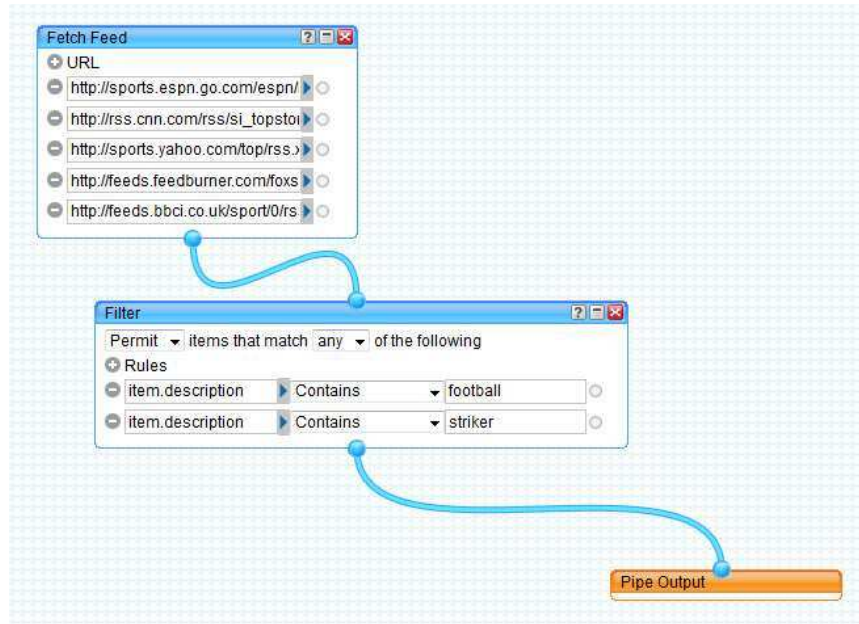 Fetch Feed
URL
http://sports.espn.go.com/espn/
http://rss.cnn.com/rss/si_topstor
http://sports.yahoo.com/top/rss.x
http://feeds.feedburner.com/foxs
http://feeds.bbci.co.uk/sport/0/rs
Filter
Permit items that match any of the following
Rules
item.description Contains football
item.description Contains striker
Pipe Output